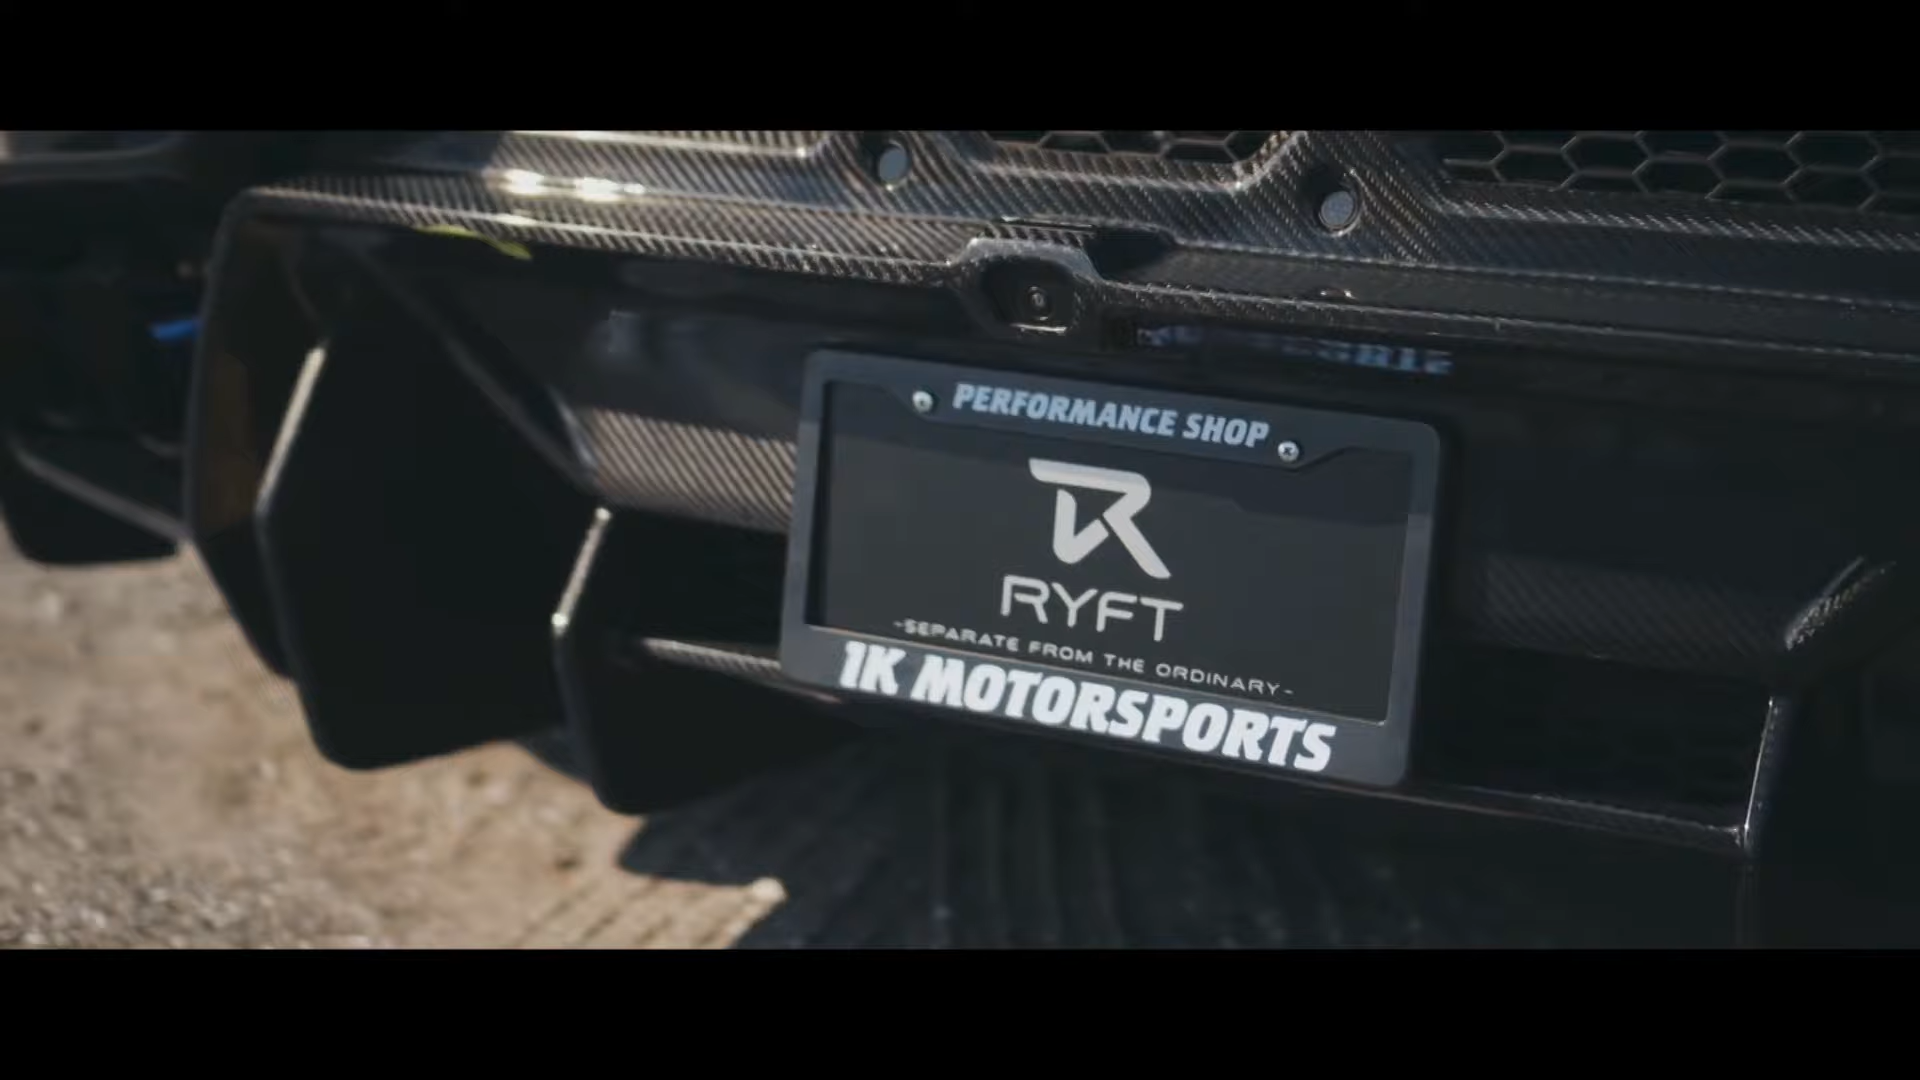 PERFORMANCE SHOP
RYFT
-SEPARATE FROM THE ORDINARY-
1K MOTORSPORTS